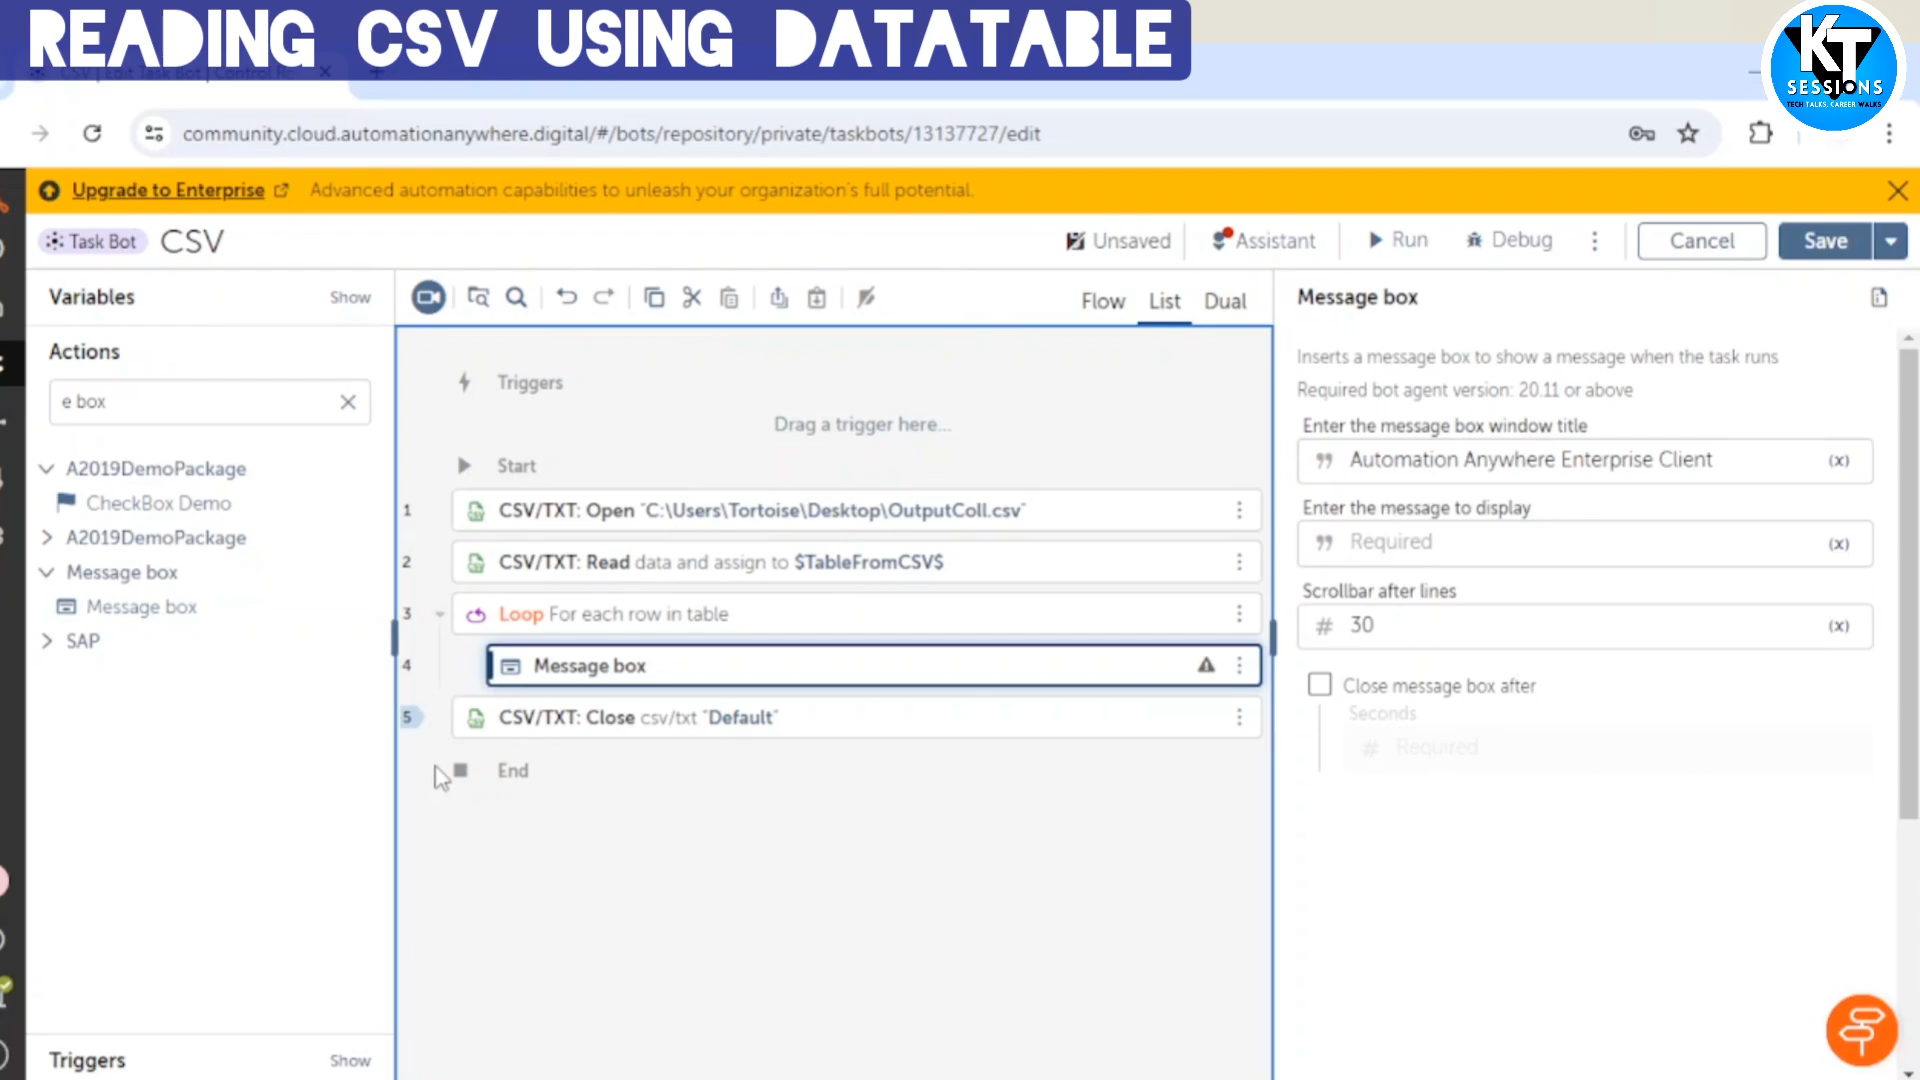 READING CSV USING DATATABLE
KT
SESSIONS
TECH TALKS, CAREER WALKS
community.cloud.automationanywhere.digital/#/bots/repository/private/taskbots/13137727/edit
Upgrade to Enterprise Advanced automation capabilities to unleash your organization's full potential.
Task Bot CSV Unsaved Assistant Run Debug Cancel Save
Variables Show
Flow List Dual
Message box
Actions
e box
A2019DemoPackage
CheckBox Demo
A2019DemoPackage
Message box
Message box
SAP
Triggers Show
Triggers
Drag a trigger here...
Start
1 CSV/TXT: Open "C:\Users\Tortoise\Desktop\OutputColl.csv"
2 CSV/TXT: Read data and assign to $TableFromCSV$
3 Loop For each row in table
4 Message box
5 CSV/TXT: Close csv/txt "Default"
End
Inserts a message box to show a message when the task runs
Required bot agent version: 20.11 or above
Enter the message box window title
Automation Anywhere Enterprise Client (x)
Enter the message to display
Required (x)
Scrollbar after lines
# 30 (x)
Close message box after
Seconds
# Required